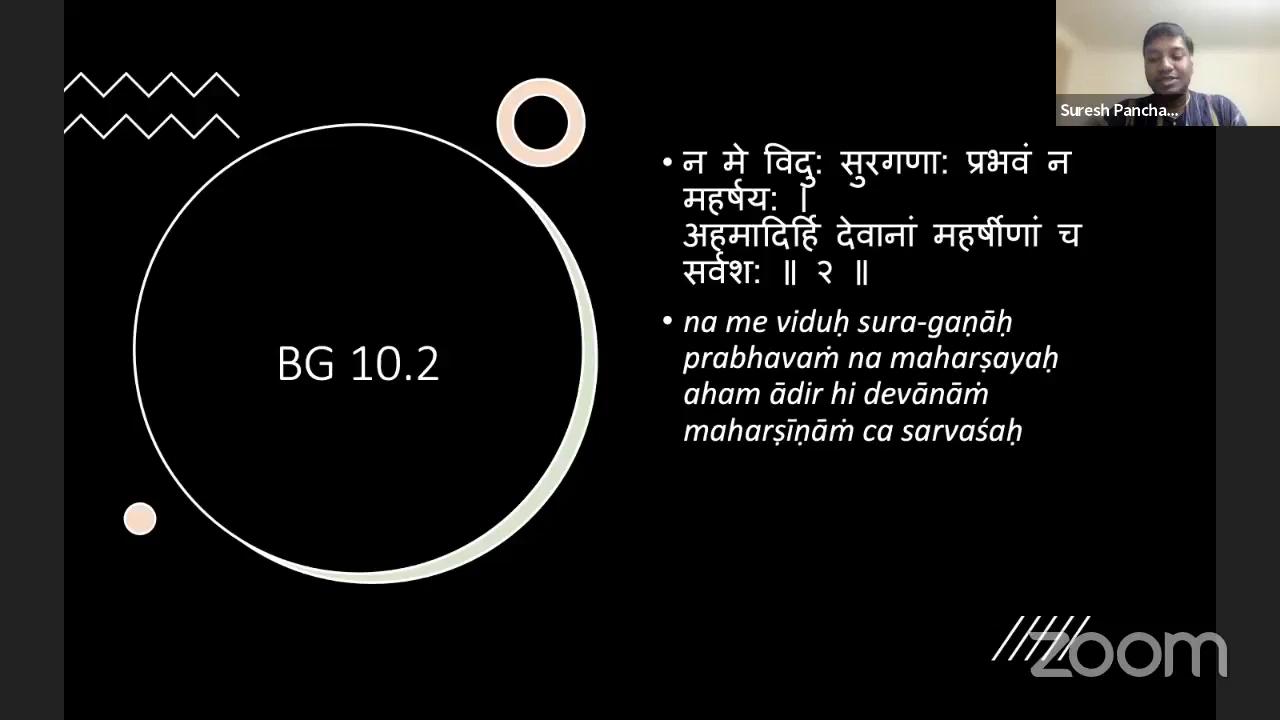 Suresh Pancha...
BG 10.2
• न मे विदु: सुरगणा: प्रभवं न
महर्षय: ।
अहमादिर्हि देवानां महर्षीणां च
सर्वश: ॥ २ ॥
• na me viduḥ sura-gaṇāḥ
prabhavaṁ na maharṣayaḥ
aham ādir hi devānāṁ
maharṣīṇāṁ ca sarvaśaḥ
zoom